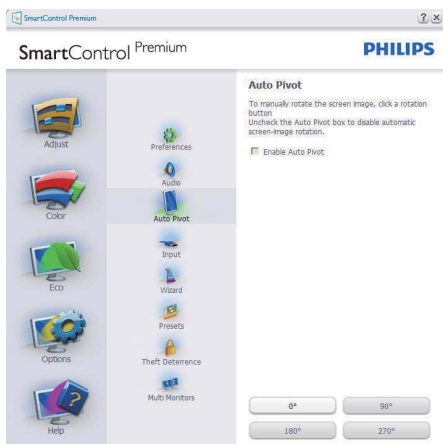 SmartControl Premium
SmartControl Premium
PHILIPS
Adjust
Color
Eco
Options
Help
Preferences
Audio
Auto Pivot
Input
Wizard
Presets
Theft Deterrence
Multi Monitors
Auto Pivot
To manually rotate the screen image, click a rotation
button
Uncheck the Auto Pivot box to disable automatic
screen-image rotation.
Enable Auto Pivot
0°
90°
180°
270°